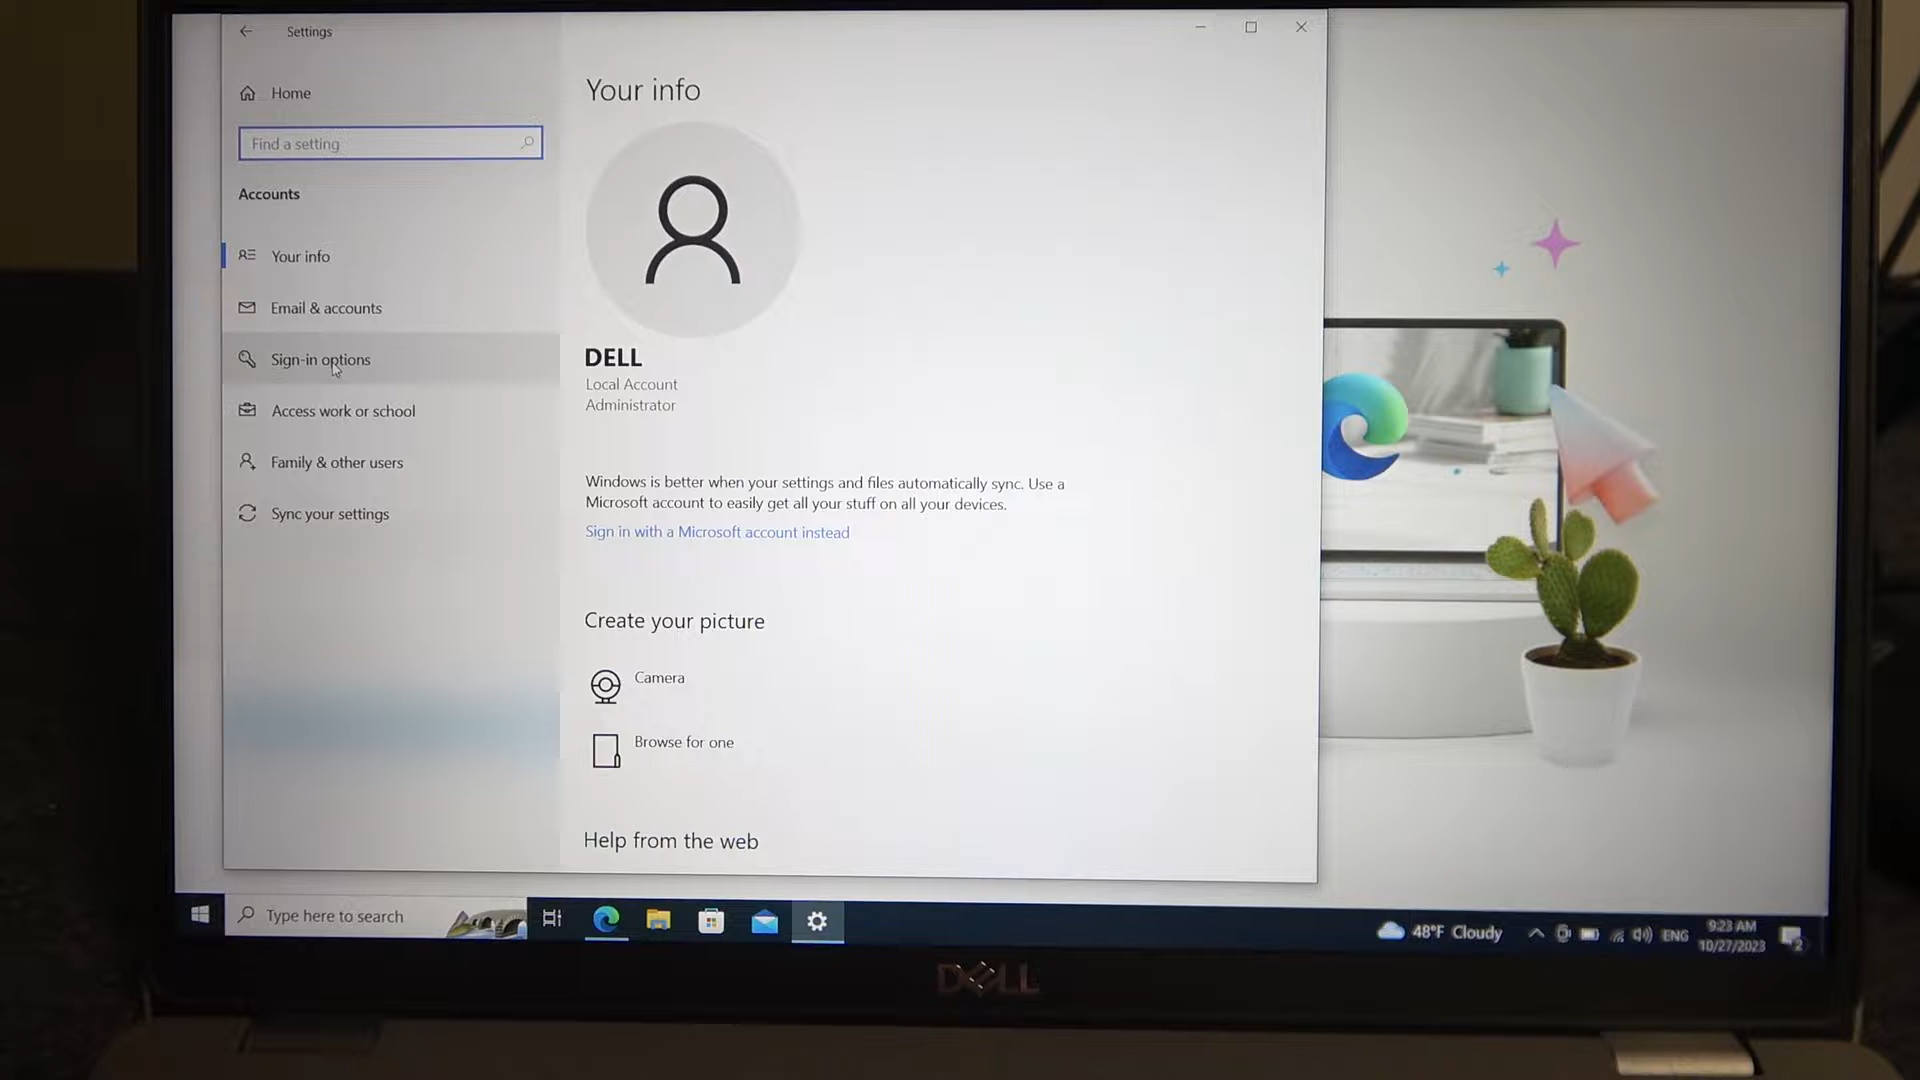 Settings
Home
Find a setting
Accounts
Your info
Email & accounts
Sign-in options
Access work or school
Family & other users
Sync your settings
Your info
DELL
Local Account
Administrator
Windows is better when your settings and files automatically sync. Use a
Microsoft account to easily get all your stuff on all your devices.
Sign in with a Microsoft account instead
Create your picture
Camera
Browse for one
Help from the web
Type here to search
48°F Cloudy
ENG
9:23 AM
10/27/2023
2
DELL